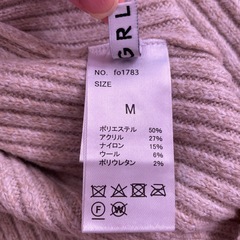 GRL
NO. fo1783
SIZE
M
ポリエステル 50%
アクリル 27%
ナイロン 15%
ウール 6%
ポリウレタン 2%
F W